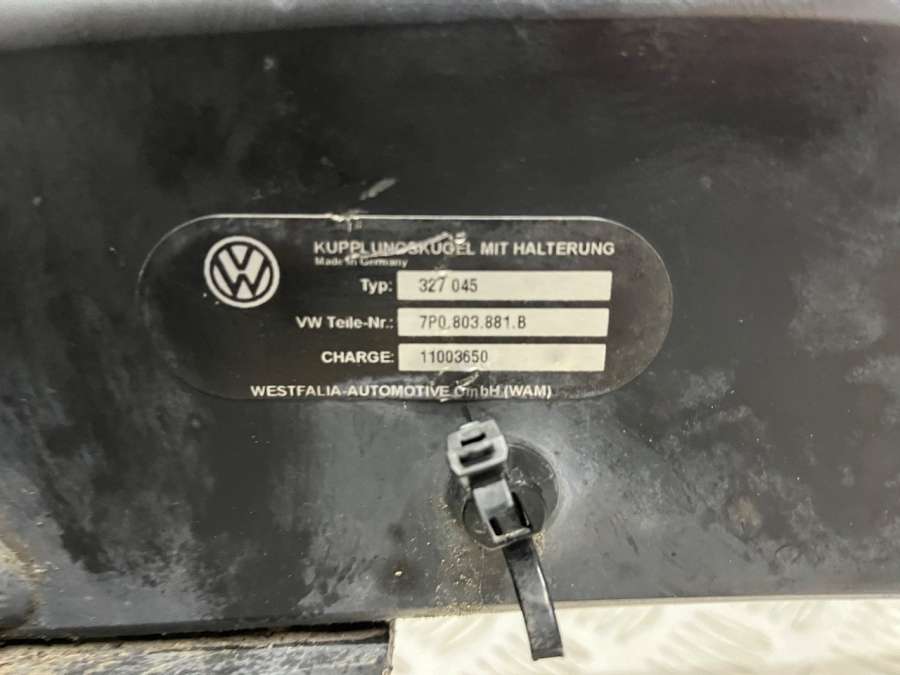 KUPPLUNGSKUGEL MIT HALTERUNG
Made in Germany
Typ: 327 045
VW Teile-Nr.: 7P0.803.881.B
CHARGE: 11003650
WESTFALIA-AUTOMOTIVE GmbH (WAM)